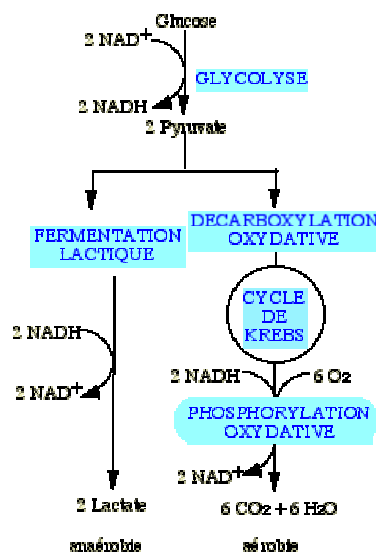 Glucose
2 NAD+
GLYCOLYSE
2 NADH
2 Pyruvate
FERMENTATION
LACTIQUE
DECARBOXYLATION
OXYDATIVE
CYCLE
DE
KREBS
2 NADH
2 NAD+
2 NADH
6 O2
PHOSPHORYLATION
OXYDATIVE
2 NAD+
2 Lactate
6 CO2 + 6 H2O
anaérobie
aérobie